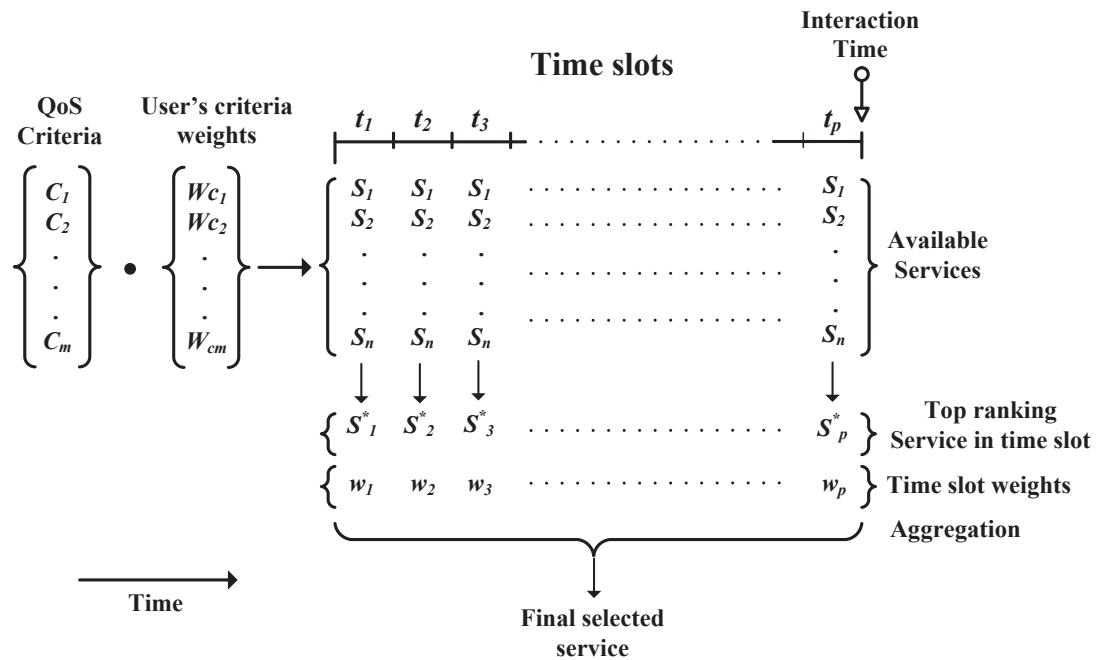 Interaction
Time
Time slots
QoS
Criteria
User's criteria
weights
t1 t2 t3 tp
C1 Wc1 S1 S1 S1 S1
C2 Wc2 S2 S2 S2 S2
Available
Services
Cm Wcm Sn Sn Sn Sn
S*1 S*2 S*3 S*p
Top ranking
Service in time slot
w1 w2 w3 wp Time slot weights
Aggregation
Time
Final selected
service